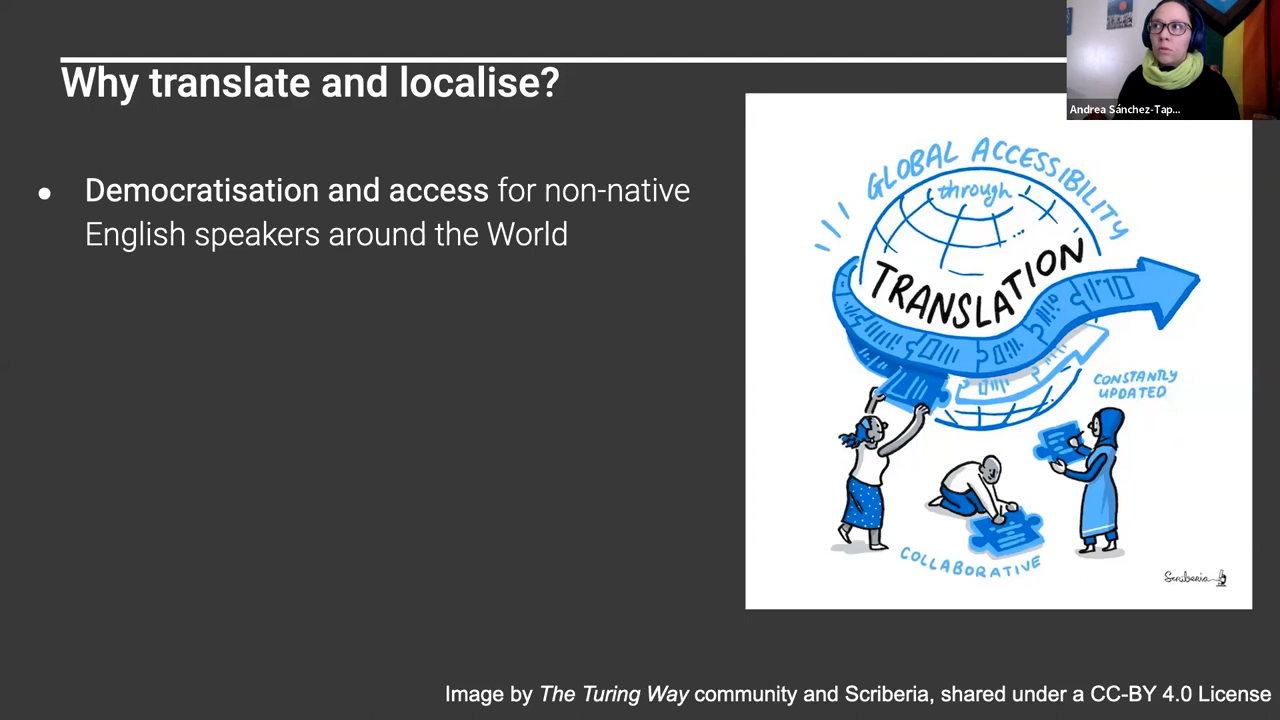 Why translate and localise?
Andrea Sánchez-Tap...
● Democratisation and access for non-native
English speakers around the World
GLOBAL ACCESSIBILITY
through
TRANSLATION
CONSTANTLY
UPDATED
COLLABORATIVE
Scriberia
Image by The Turing Way community and Scriberia, shared under a CC-BY 4.0 License